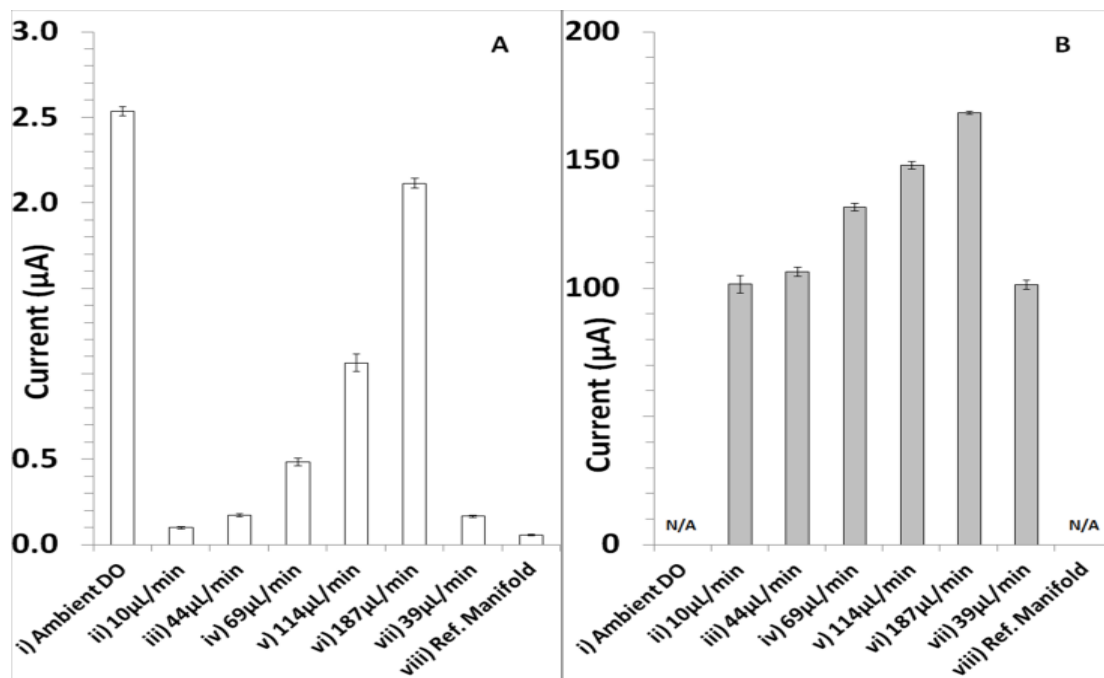 A
3.0
2.5
2.0
0.5
0.0
Current (µA)
i) Ambient DO
ii) 10µL/min
iii) 44µL/min
iv) 69µL/min
v) 114µL/min
vi) 187µL/min
vii) 39µL/min
viii) Ref. Manifold
B
200
150
100
0
Current (µA)
N/A
N/A
i) Ambient DO
ii) 10µL/min
iii) 44µL/min
iv) 69µL/min
v) 114µL/min
vi) 187µL/min
vii) 39µL/min
viii) Ref. Manifold